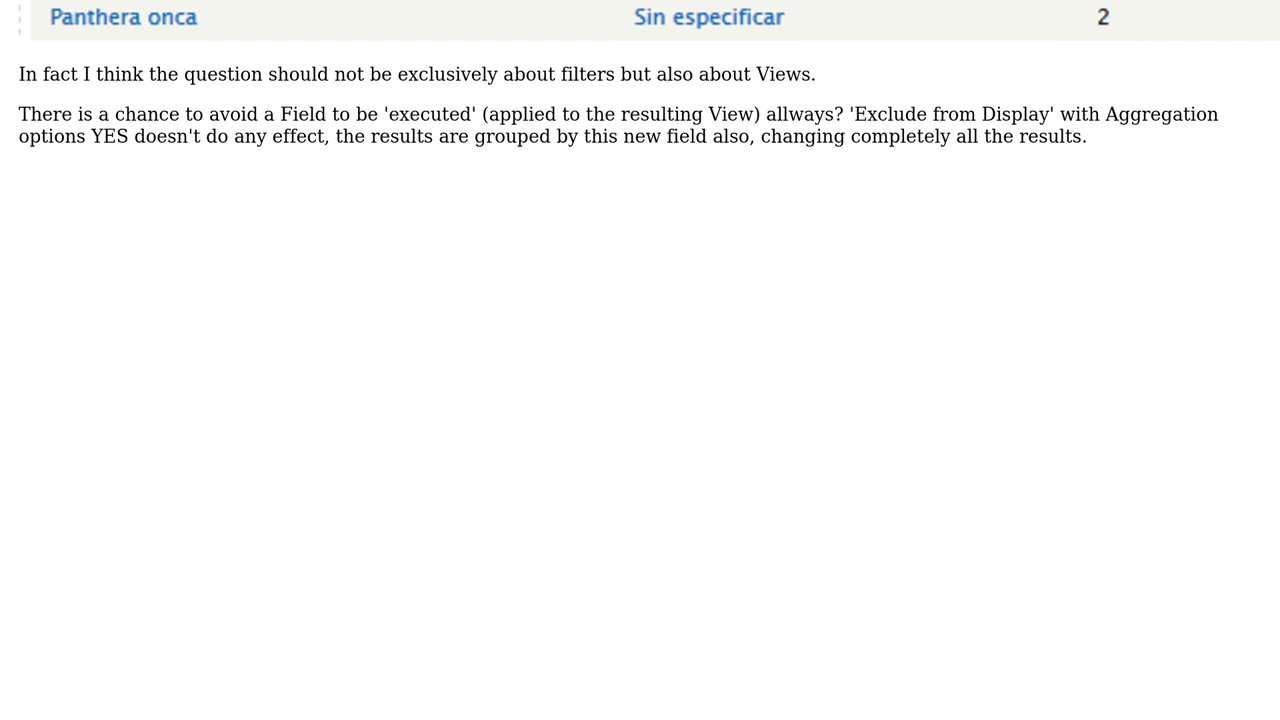 Panthera onca Sin especificar 2
In fact I think the question should not be exclusively about filters but also about Views.
There is a chance to avoid a Field to be 'executed' (applied to the resulting View) allways? 'Exclude from Display' with Aggregation
options YES doesn't do any effect, the results are grouped by this new field also, changing completely all the results.